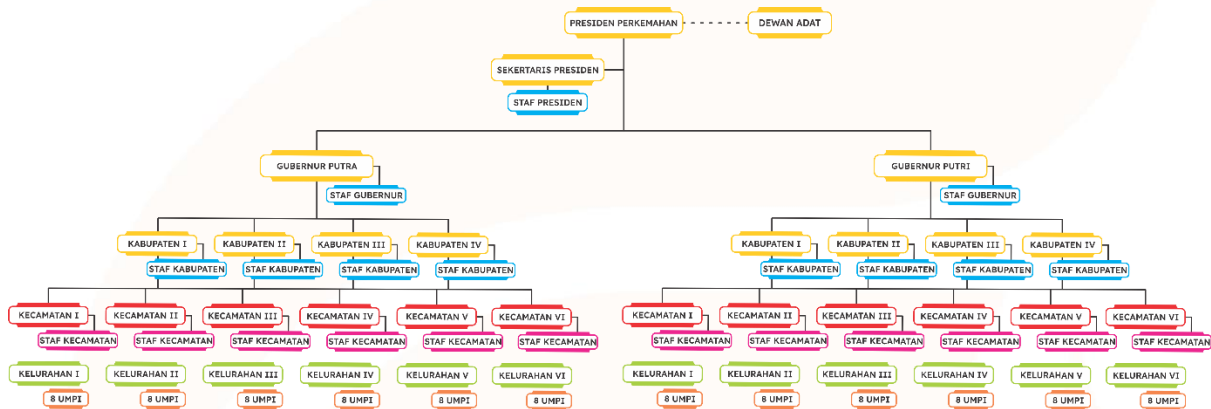 PRESIDEN PERKEMAHAN
DEWAN ADAT
SEKERTARIS PRESIDEN
STAF PRESIDEN
GUBERNUR PUTRA
GUBERNUR PUTRI
STAF GUBERNUR
STAF GUBERNUR
KABUPATEN I
KABUPATEN II
KABUPATEN III
KABUPATEN IV
KABUPATEN I
KABUPATEN II
KABUPATEN III
KABUPATEN IV
STAF KABUPATEN
STAF KABUPATEN
STAF KABUPATEN
STAF KABUPATEN
STAF KABUPATEN
STAF KABUPATEN
STAF KABUPATEN
STAF KABUPATEN
KECAMATAN I
KECAMATAN II
KECAMATAN III
KECAMATAN IV
KECAMATAN V
KECAMATAN VI
KECAMATAN I
KECAMATAN II
KECAMATAN III
KECAMATAN IV
KECAMATAN V
KECAMATAN VI
STAF KECAMATAN
STAF KECAMATAN
STAF KECAMATAN
STAF KECAMATAN
STAF KECAMATAN
STAF KECAMATAN
STAF KECAMATAN
STAF KECAMATAN
STAF KECAMATAN
STAF KECAMATAN
STAF KECAMATAN
STAF KECAMATAN
KELURAHAN I
KELURAHAN II
KELURAHAN III
KELURAHAN IV
KELURAHAN V
KELURAHAN VI
KELURAHAN I
KELURAHAN II
KELURAHAN III
KELURAHAN IV
KELURAHAN V
KELURAHAN VI
8 UMPI
8 UMPI
8 UMPI
8 UMPI
8 UMPI
8 UMPI
8 UMPI
8 UMPI
8 UMPI
8 UMPI
8 UMPI
8 UMPI